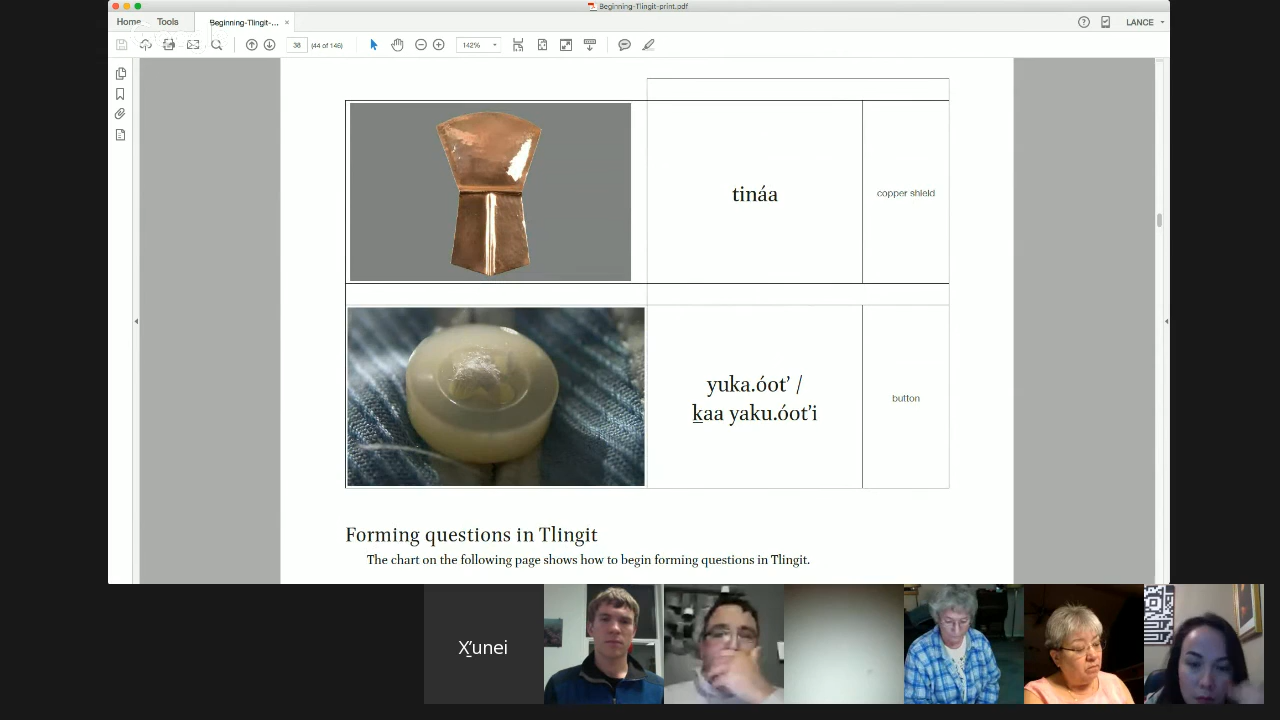 Beginning-Tlingit-print.pdf
Home
Tools
Beginning-Tlingit-...
×
LANCE
38
(44 of 146)
142%
tináa
copper shield
yuka.óot’ /
ḵaa yaku.óot’i
button
Forming questions in Tlingit
The chart on the following page shows how to begin forming questions in Tlingit.
X̱’unei